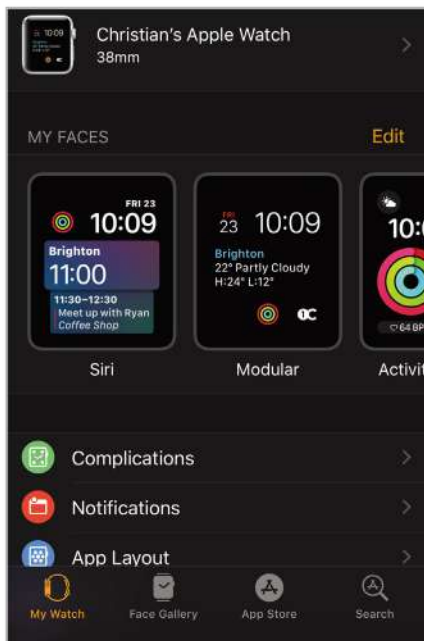 10:09
Christian's Apple Watch
38mm
MY FACES
Edit
FRI 23
10:09
Brighton
11:00
11:30–12:30
Meet up with Ryan
Coffee Shop
Siri
FRI
23
10:09
Brighton
22° Partly Cloudy
H:24° L:12°
1C
Modular
64 BP
Complications
Notifications
App Layout
My Watch
Face Gallery
App Store
Search